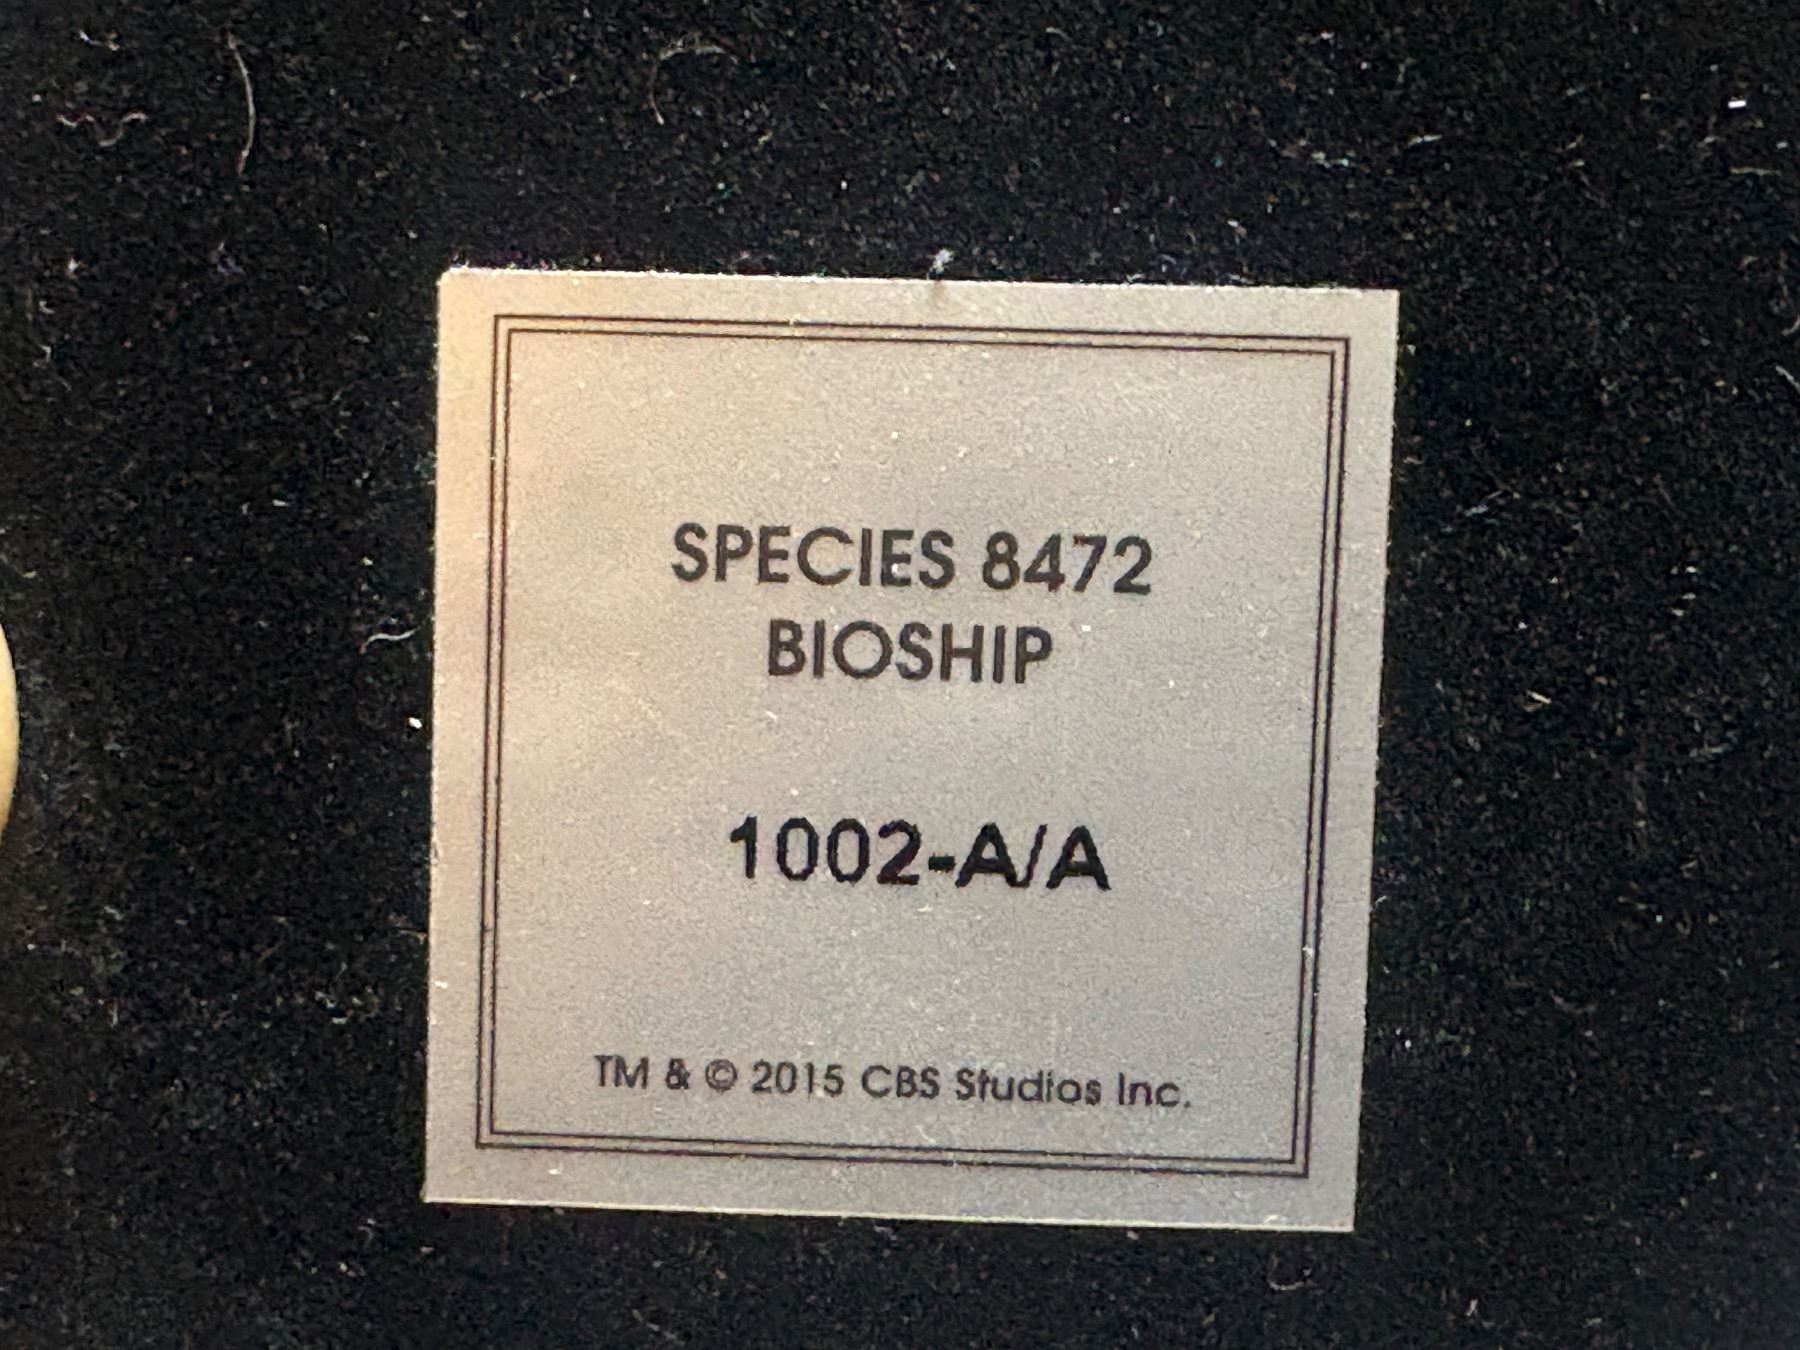 SPECIES 8472
BIOSHIP
1002-A/A
TM & © 2015 CBS Studios Inc.